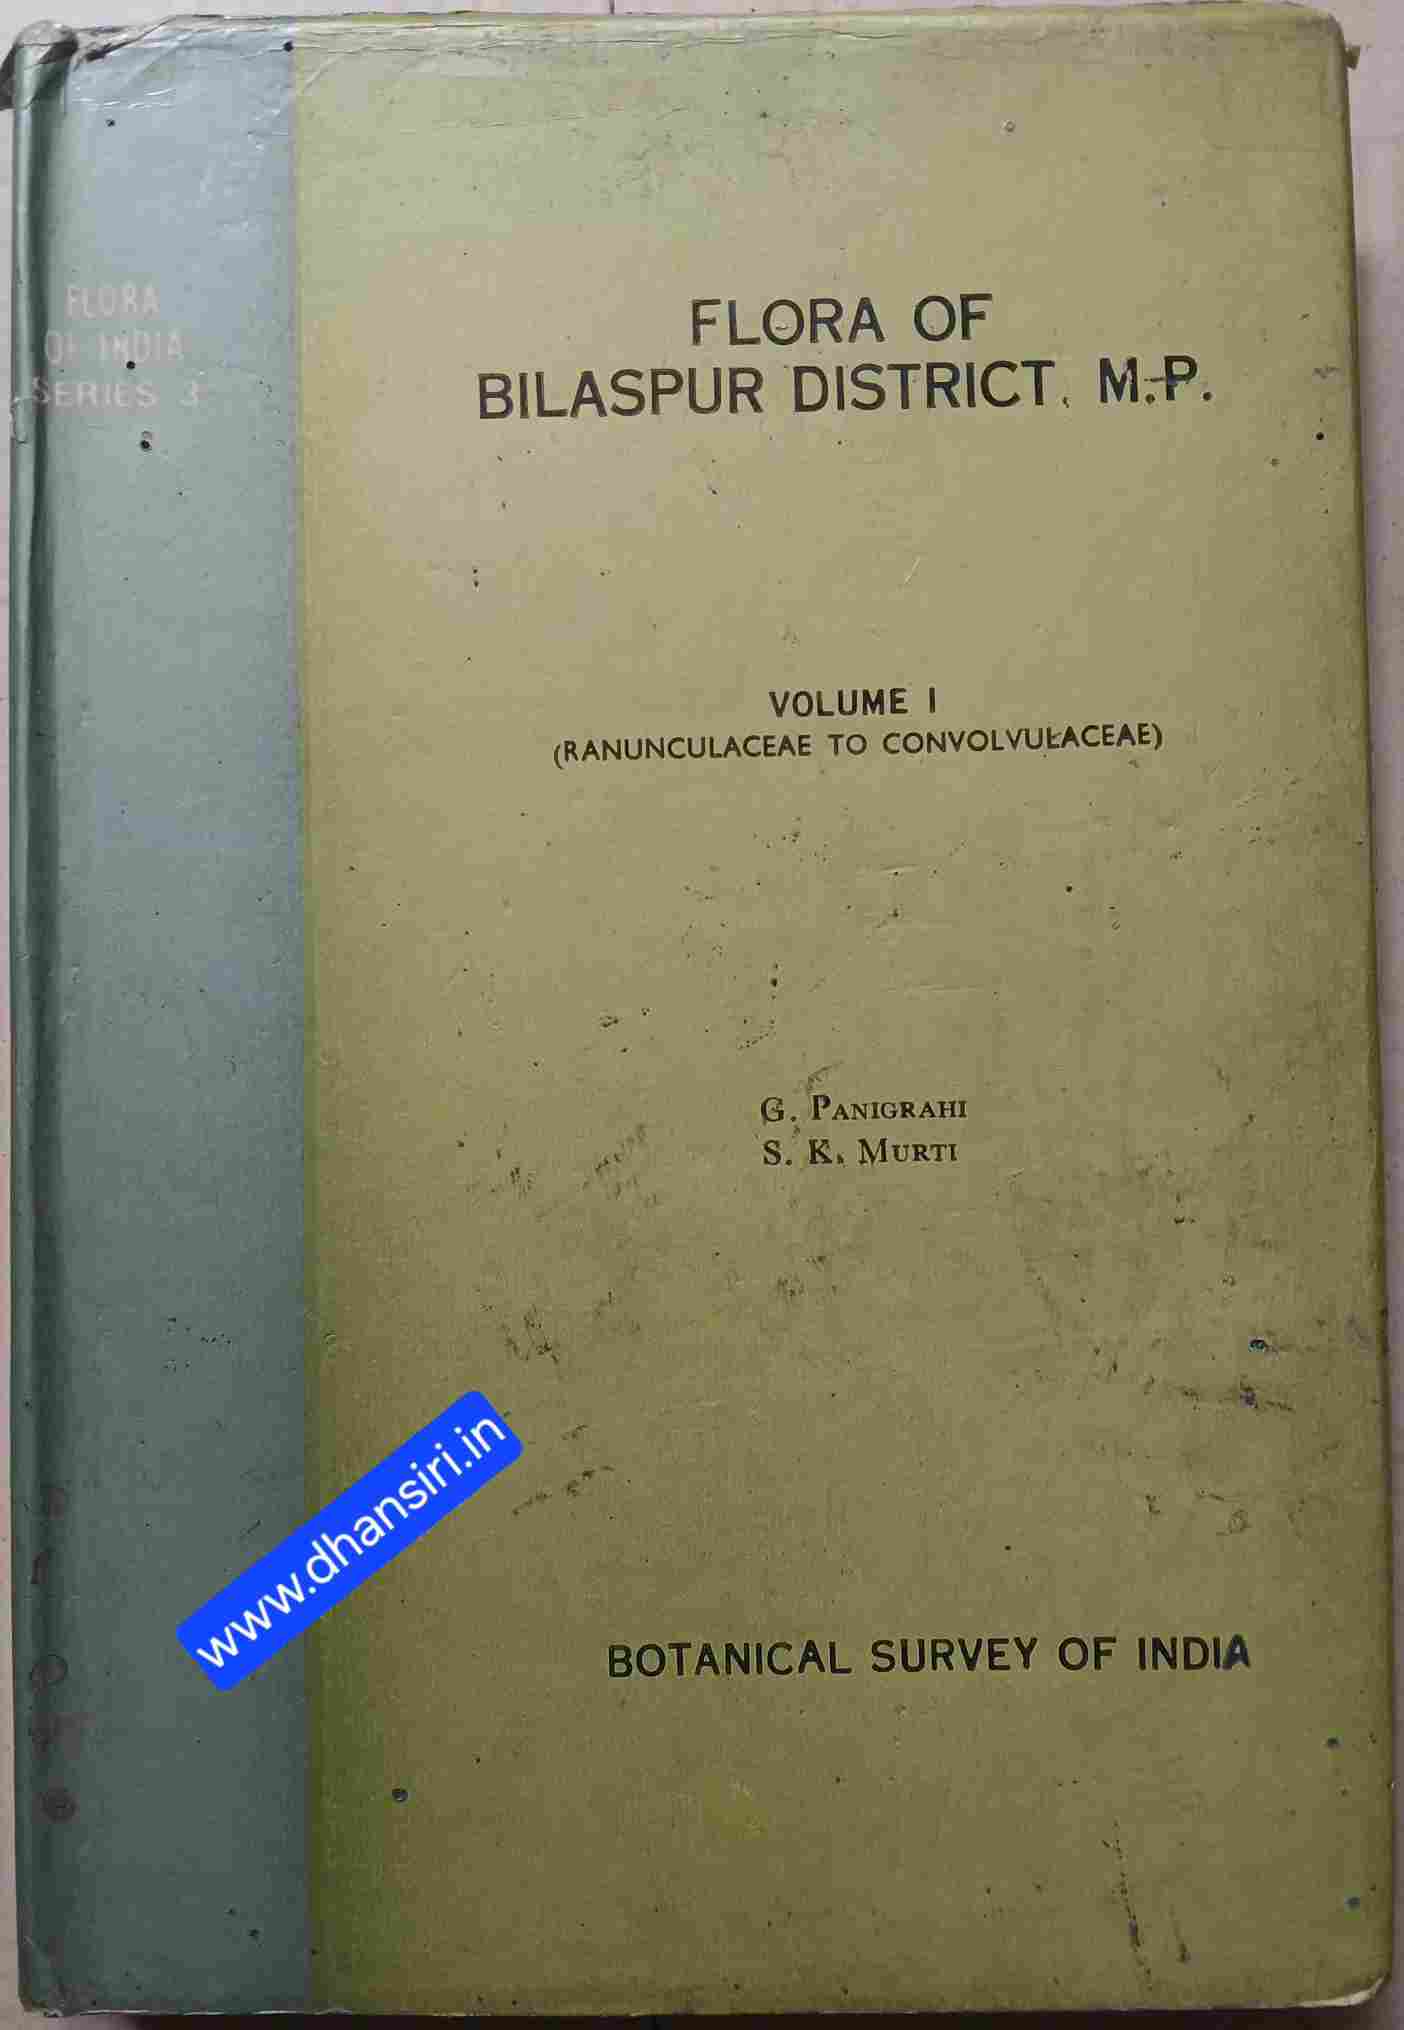 FLORA
OF INDIA
SERIES 3
FLORA OF
BILASPUR DISTRICT, M.P.
VOLUME I
(RANUNCULACEAE TO CONVOLVULACEAE)
G. PANIGRAHI
S. K. MURTI
www.dhansiri.in
BOTANICAL SURVEY OF INDIA